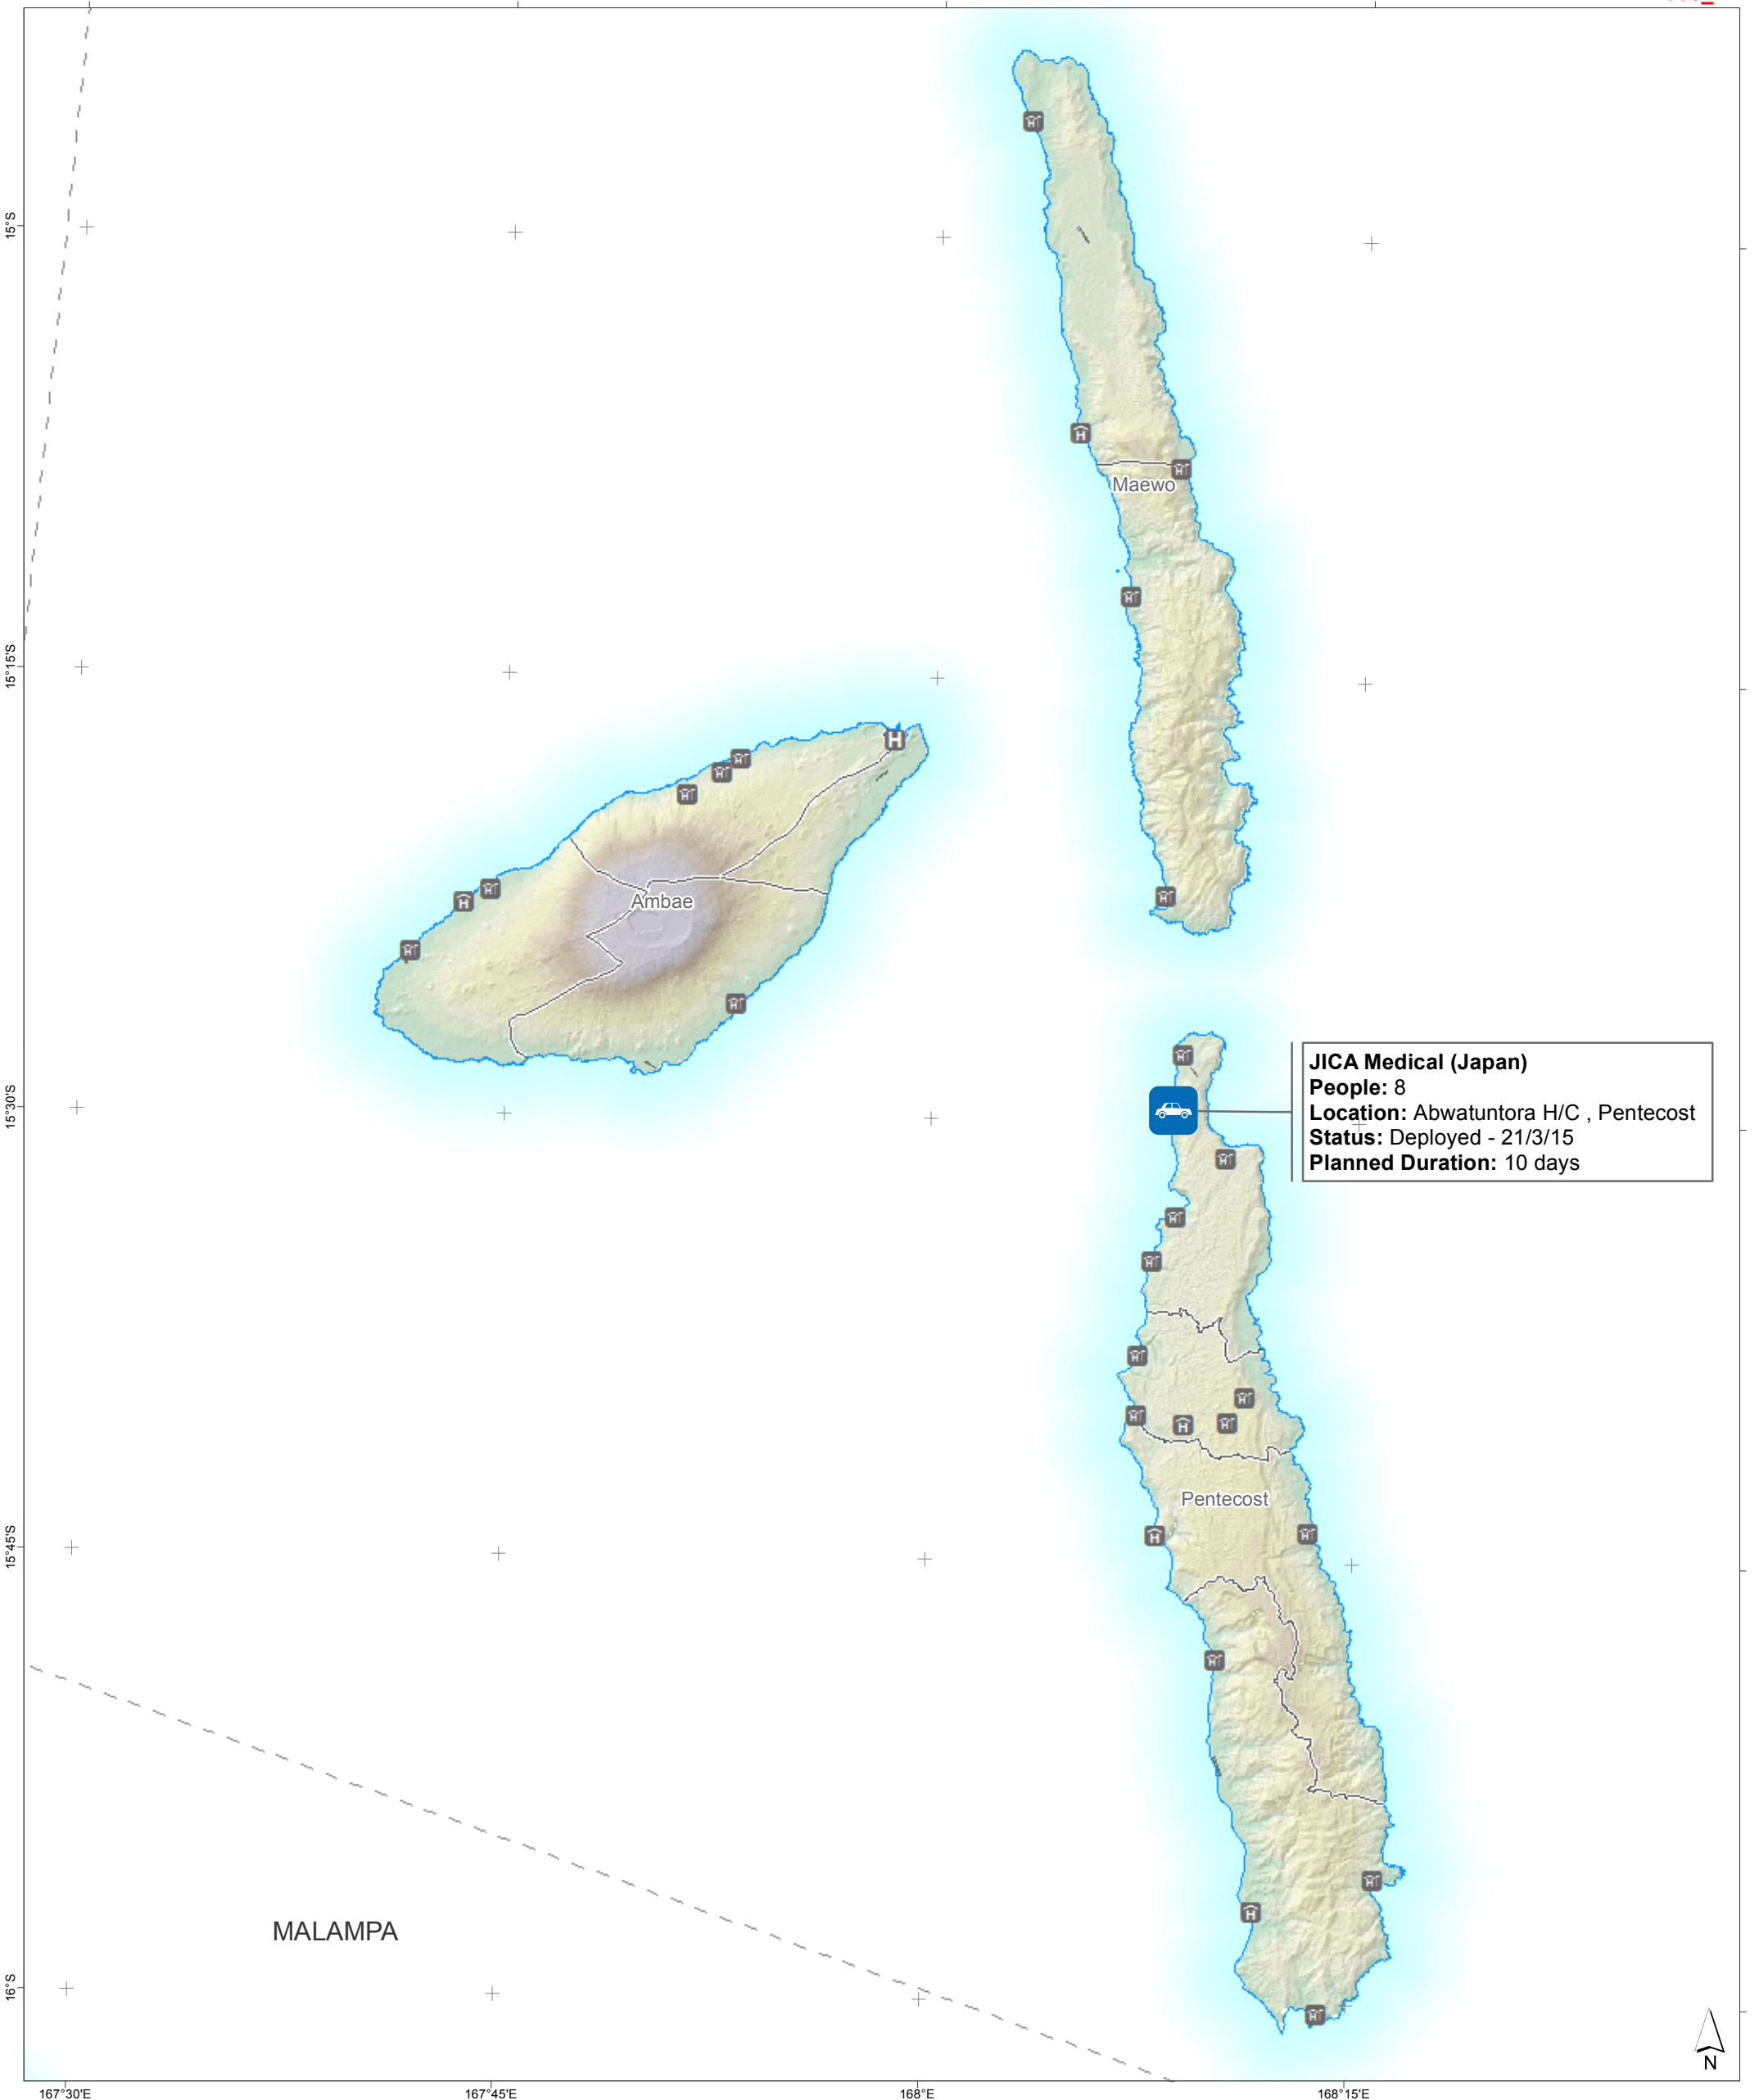 15°S
Maewo
15°15'S
H
Ambae
15°30'S
JICA Medical (Japan)
People: 8
Location: Abwatuntora H/C , Pentecost
Status: Deployed - 21/3/15
Planned Duration: 10 days
Pentecost
15°45'S
MALAMPA
16°S
N
167°30'E
167°45'E
168°E
168°15'E